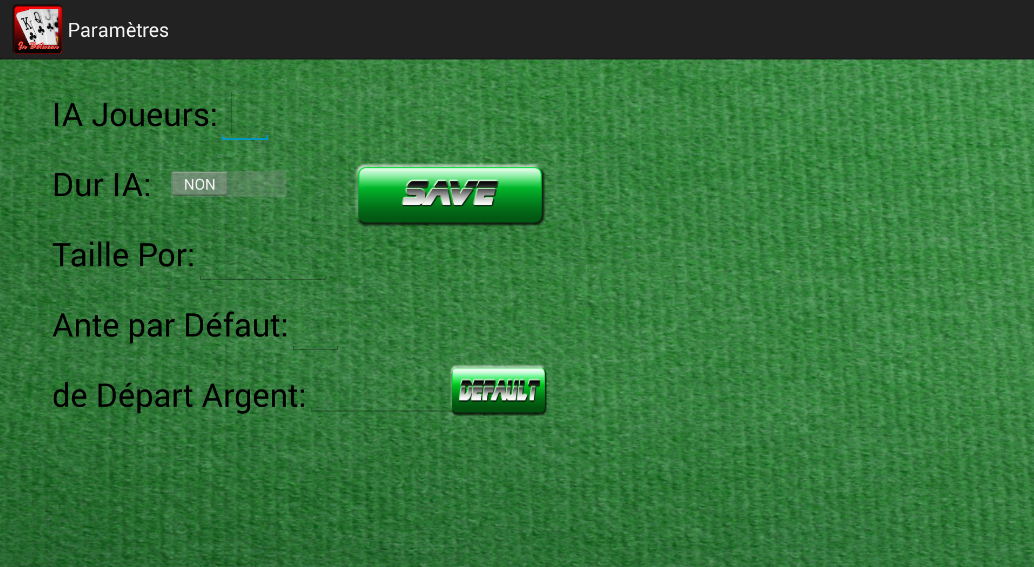 Paramètres
IA Joueurs:
Dur IA: NON
SAVE
Taille Por:
Ante par Défaut:
de Départ Argent:
DEFAULT